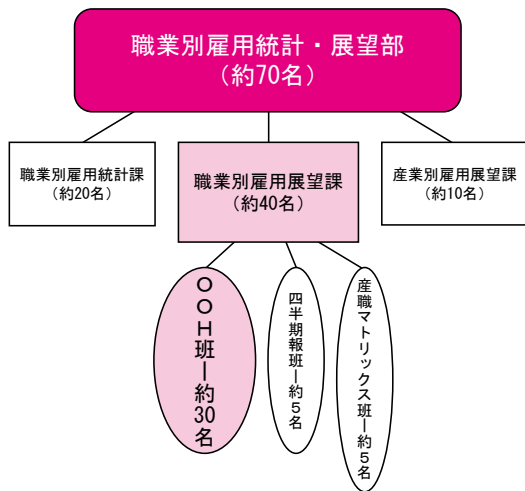 職業別雇用統計・展望部
（約70名）
職業別雇用統計課
（約20名）
職業別雇用展望課
（約40名）
産業別雇用展望課
（約10名）
ＯＯＨ班ー約30名
四半期報班ー約５名
産職マトリックス班ー約５名